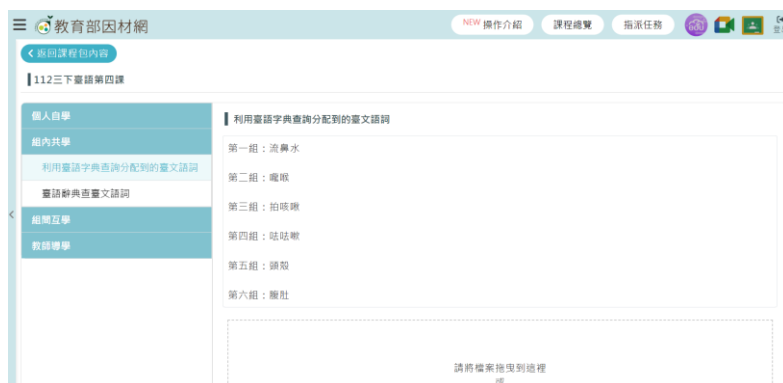 教育部因材網
NEW 操作介紹
課程總覽
指派任務
返回課程包內容
112三下臺語第四課
個人自學
組內共學
利用臺語字典查詢分配到的臺文語詞
臺語辭典查臺文語詞
組間互學
教師導學
利用臺語字典查詢分配到的臺文語詞
第一組：流鼻水
第二組：嚨喉
第三組：拍咳啾
第四組：呿呿嗽
第五組：頭殼
第六組：腹肚
請將檔案拖曳到這裡